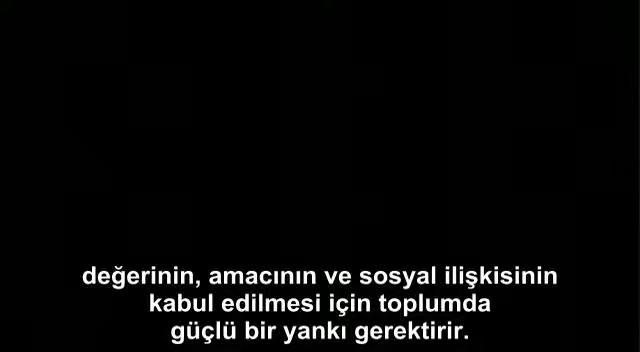 değerinin, amacının ve sosyal ilişkisinin
kabul edilmesi için toplumda
güçlü bir yankı gerektirir.